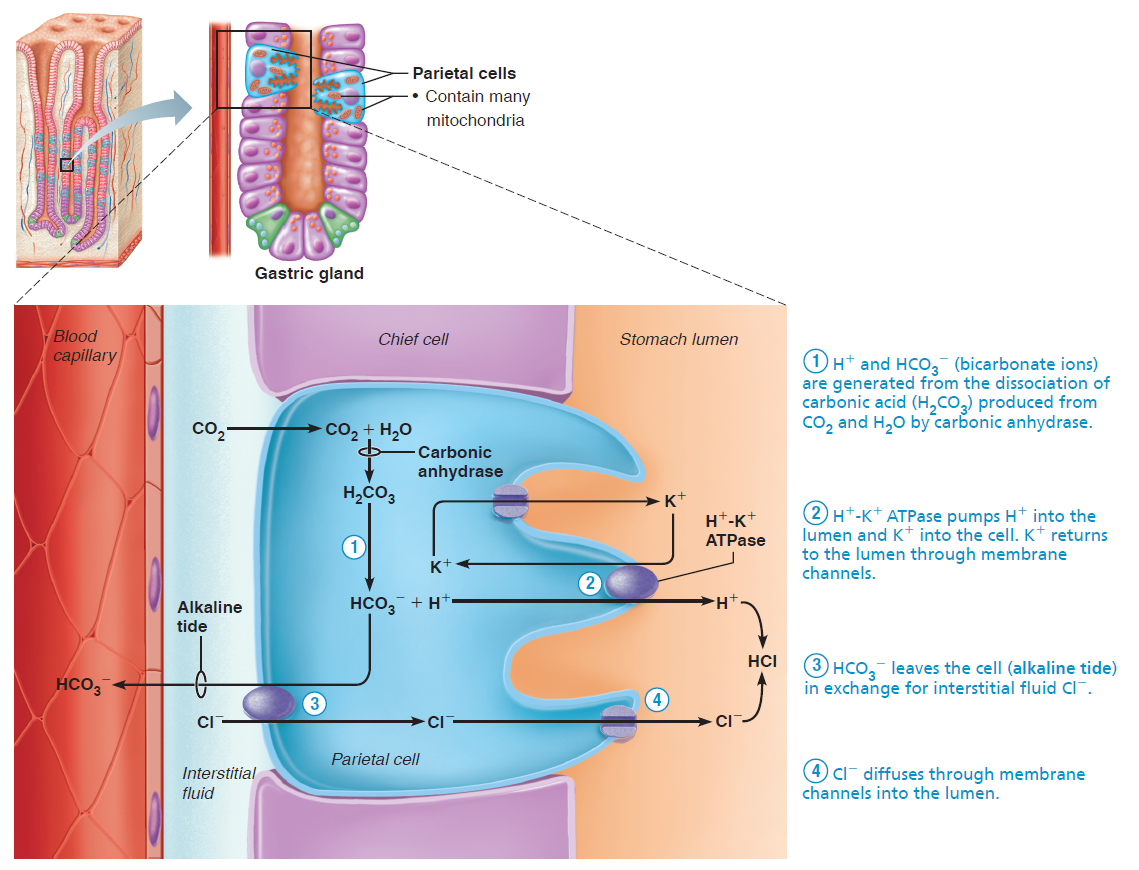 Parietal cells
• Contain many
mitochondria
Gastric gland
Blood
capillary
Chief cell
Stomach lumen
CO₂
CO₂ + H₂O
Carbonic
anhydrase
H₂CO₃
K⁺
H⁺-K⁺
ATPase
1
K⁺
2
HCO₃⁻ + H⁺
H⁺
Alkaline
tide
HCl
HCO₃⁻
3
4
Cl⁻
Cl⁻
Cl⁻
Parietal cell
Interstitial
fluid
1 H⁺ and HCO₃⁻ (bicarbonate ions)
are generated from the dissociation of
carbonic acid (H₂CO₃) produced from
CO₂ and H₂O by carbonic anhydrase.
2 H⁺-K⁺ ATPase pumps H⁺ into the
lumen and K⁺ into the cell. K⁺ returns
to the lumen through membrane
channels.
3 HCO₃⁻ leaves the cell (alkaline tide)
in exchange for interstitial fluid Cl⁻.
4 Cl⁻ diffuses through membrane
channels into the lumen.